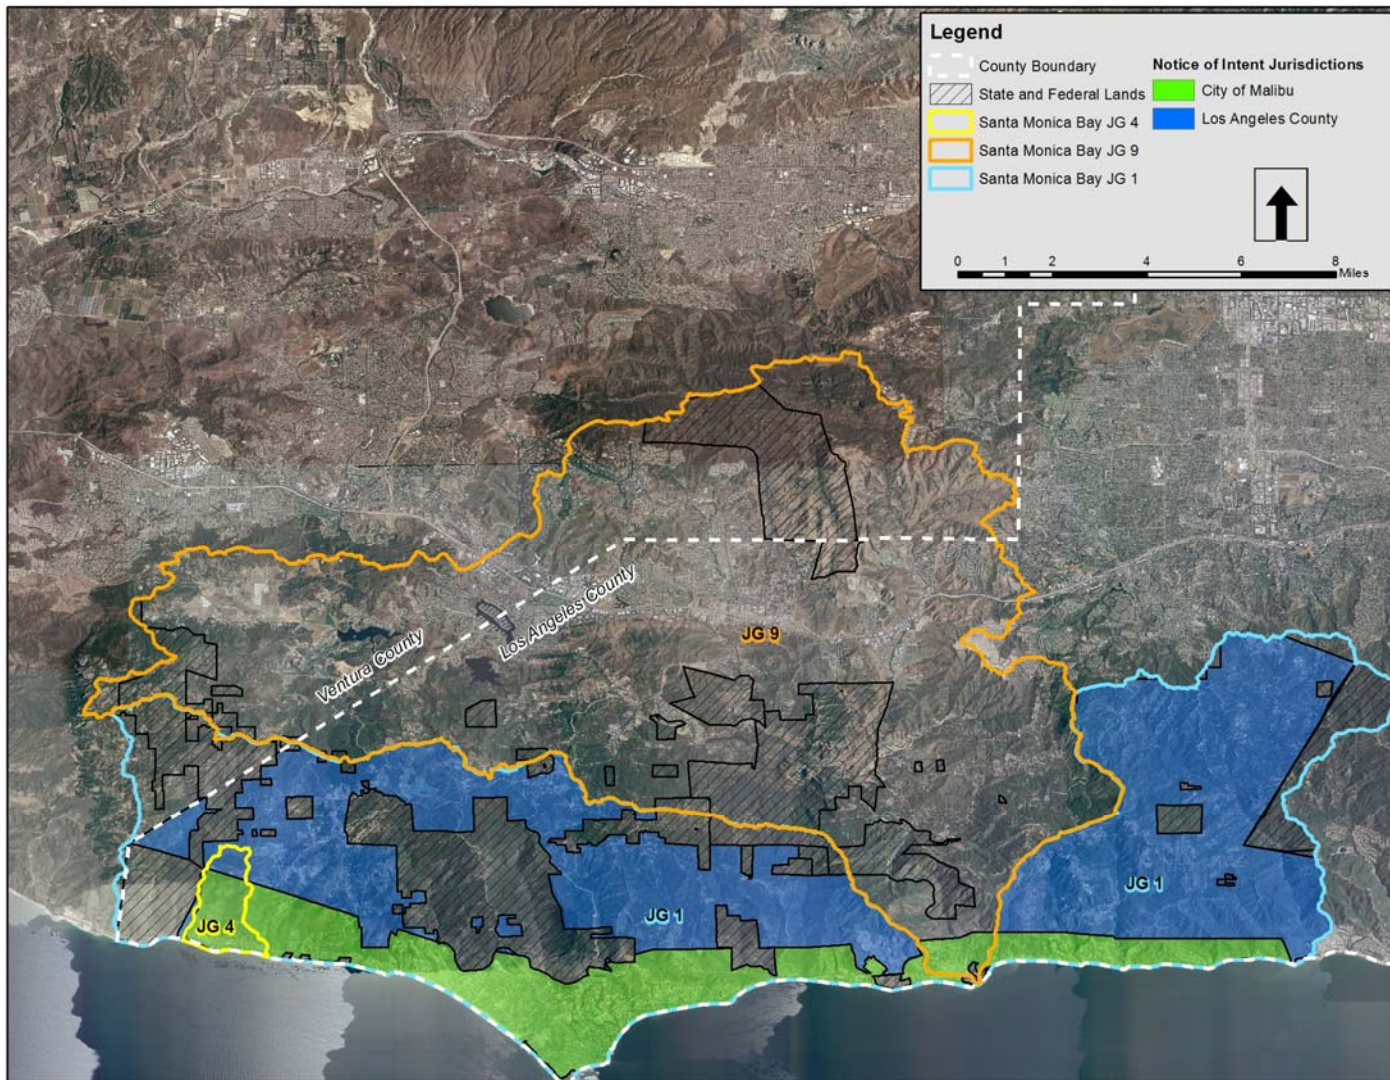 Legend
County Boundary
State and Federal Lands
Santa Monica Bay JG 4
Santa Monica Bay JG 9
Santa Monica Bay JG 1
Notice of Intent Jurisdictions
City of Malibu
Los Angeles County
0 1 2 4 6 8
Miles
Ventura County
Los Angeles County
JG 9
JG 4
JG 1
JG 1